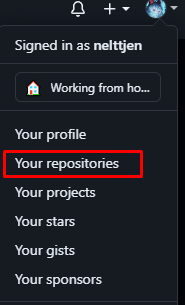 Signed in as nelttjen
Working from ho...
Your profile
Your repositories
Your projects
Your stars
Your gists
Your sponsors